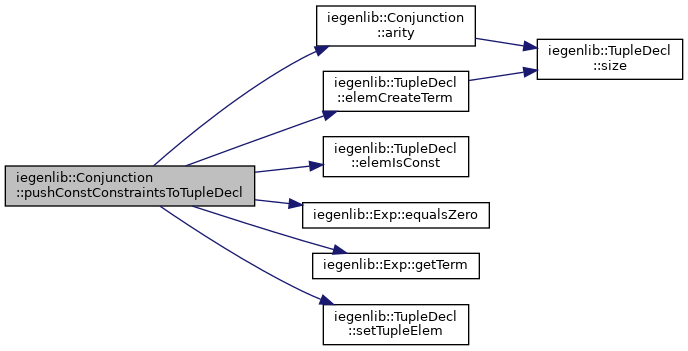 iegenlib::Conjunction
::pushConstConstraintsToTupleDecl
iegenlib::Conjunction
::arity
iegenlib::TupleDecl
::elemCreateTerm
iegenlib::TupleDecl
::elemIsConst
iegenlib::Exp::equalsZero
iegenlib::Exp::getTerm
iegenlib::TupleDecl
::setTupleElem
iegenlib::TupleDecl
::size